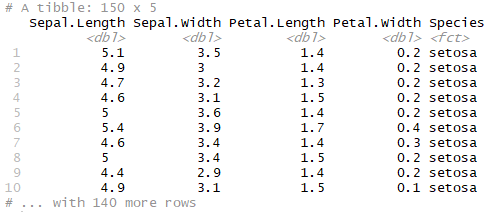 # A tibble: 150 x 5
Sepal.Length Sepal.Width Petal.Length Petal.Width Species
<dbl> <dbl> <dbl> <dbl> <fct>
1 5.1 3.5 1.4 0.2 setosa
2 4.9 3 1.4 0.2 setosa
3 4.7 3.2 1.3 0.2 setosa
4 4.6 3.1 1.5 0.2 setosa
5 5 3.6 1.4 0.2 setosa
6 5.4 3.9 1.7 0.4 setosa
7 4.6 3.4 1.4 0.3 setosa
8 5 3.4 1.5 0.2 setosa
9 4.4 2.9 1.4 0.2 setosa
10 4.9 3.1 1.5 0.1 setosa
# ... with 140 more rows